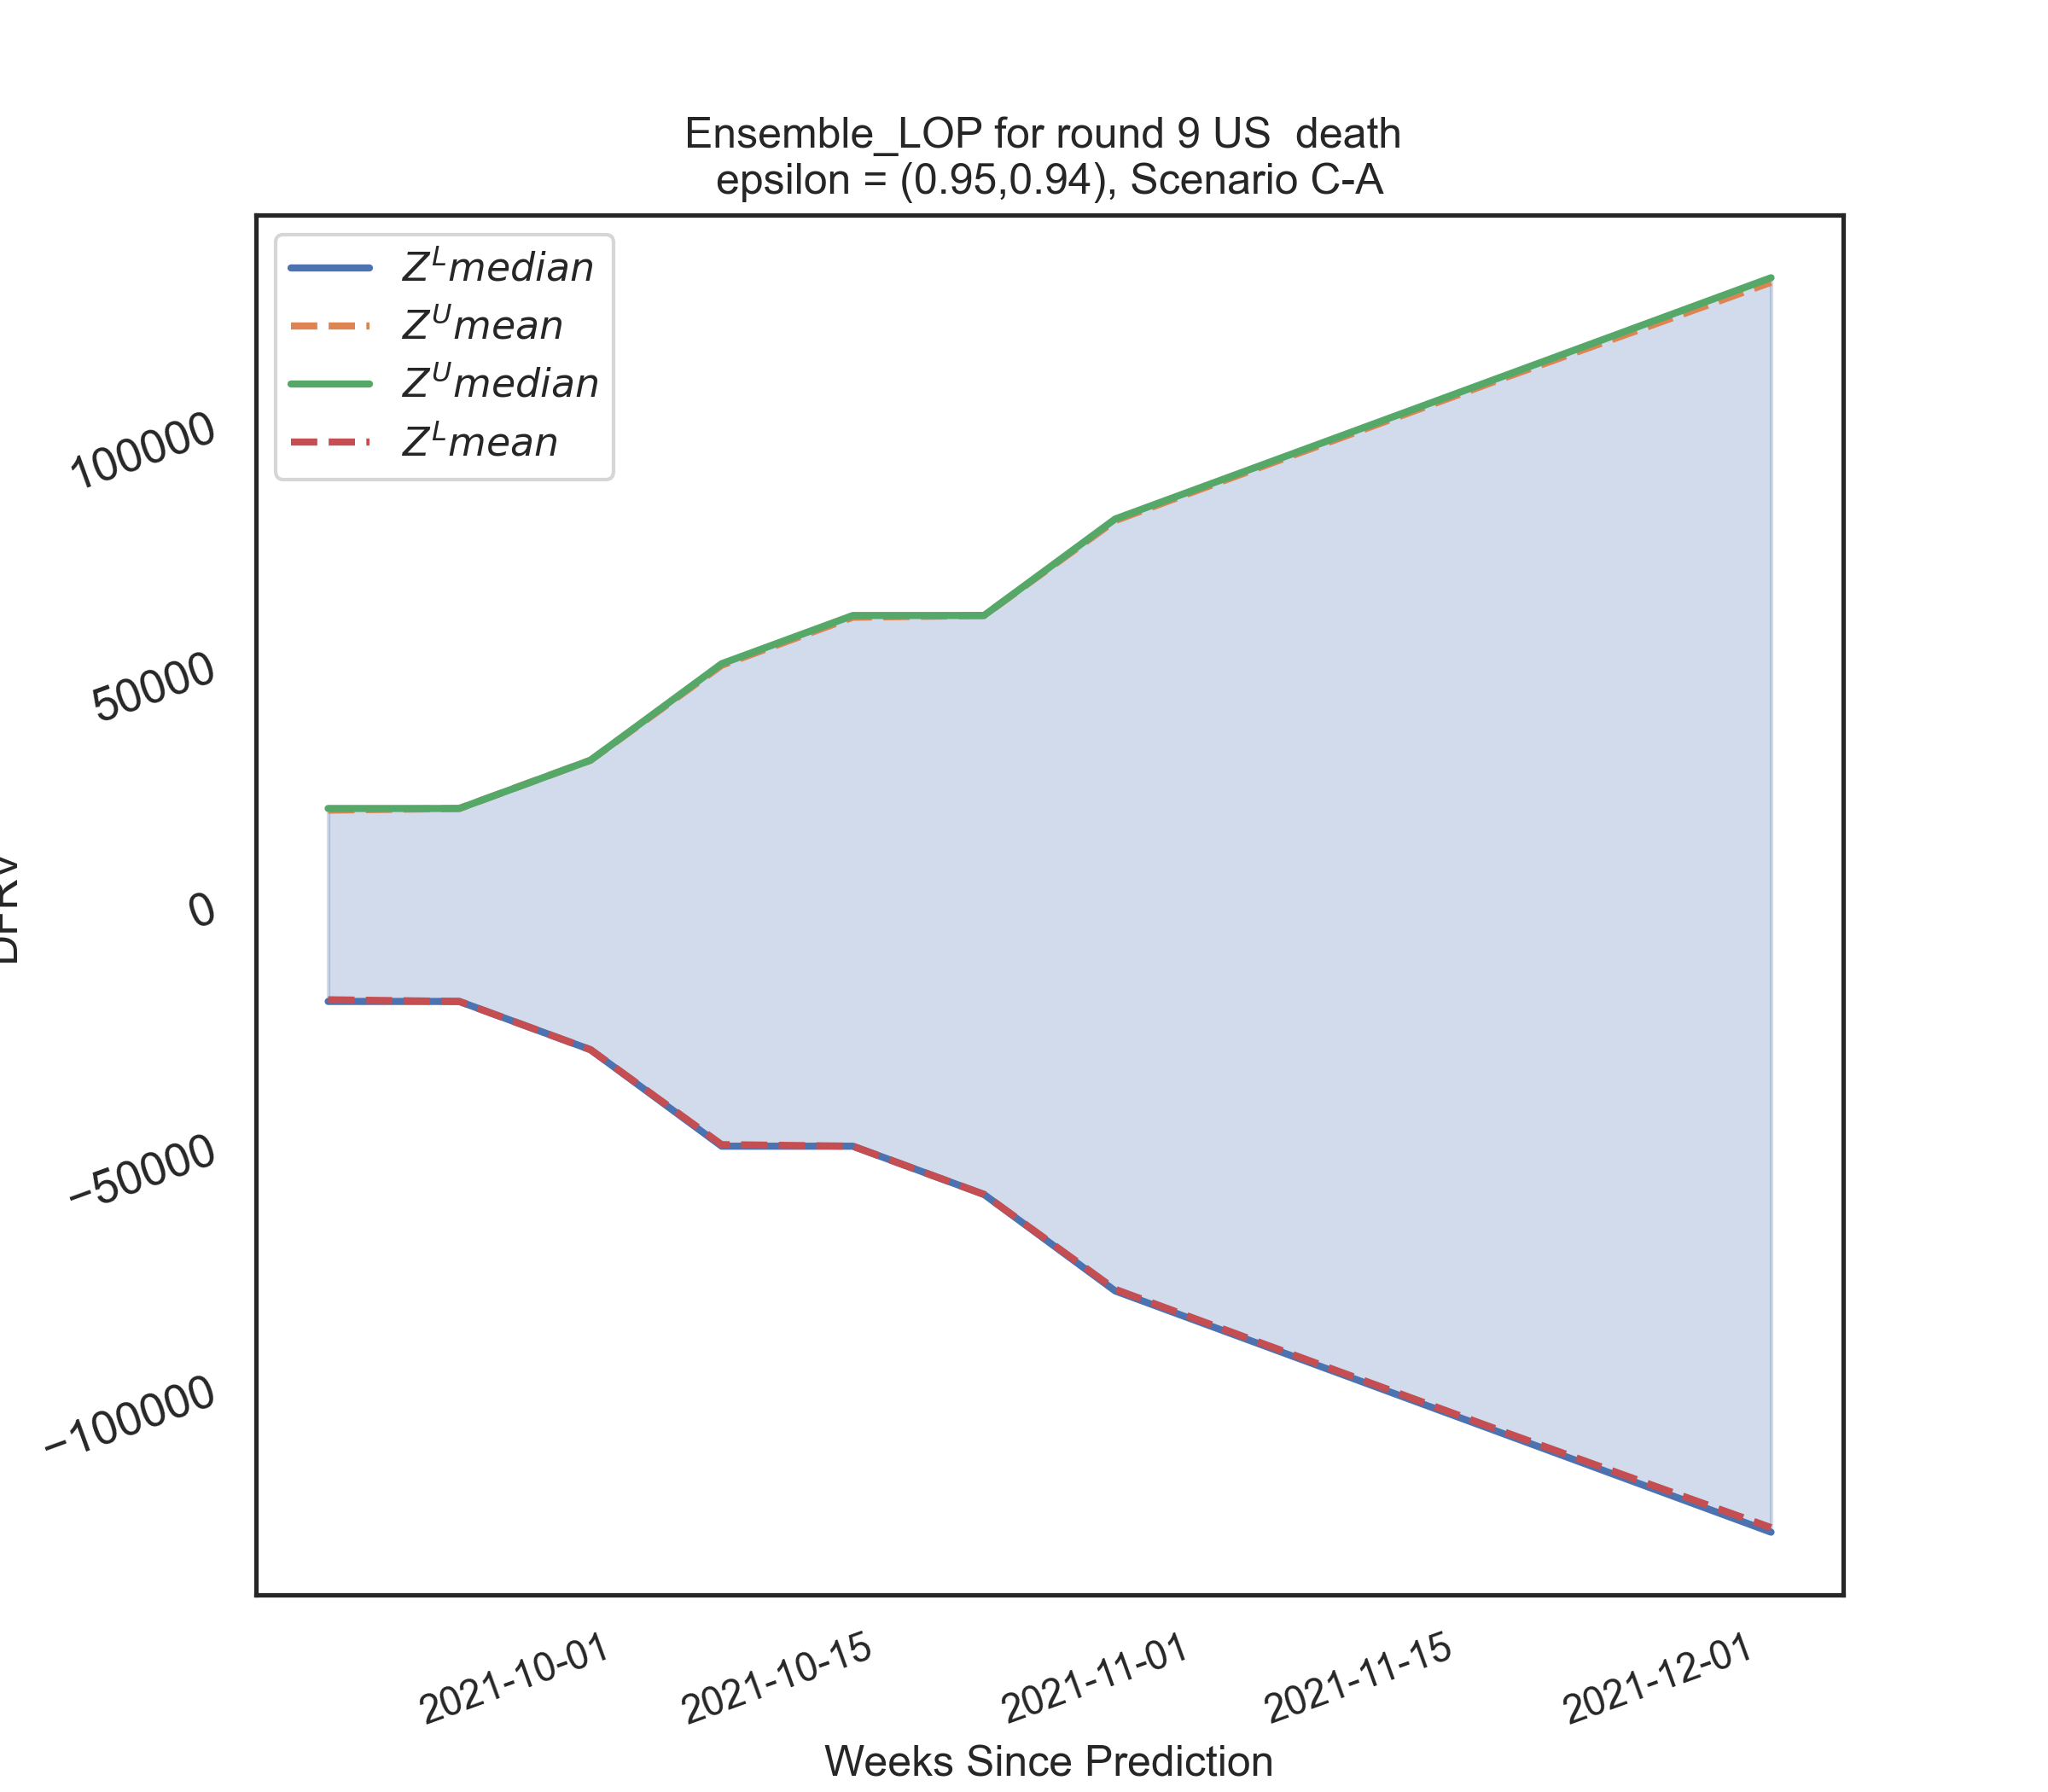 Ensemble_LOP for round 9 US  death
epsilon = (0.95,0.94), Scenario C-A
Z^L median
Z^U mean
Z^U median
Z^L mean
100000
50000
0
−50000
−100000
2021-10-01
2021-10-15
2021-11-01
2021-11-15
2021-12-01
Weeks Since Prediction